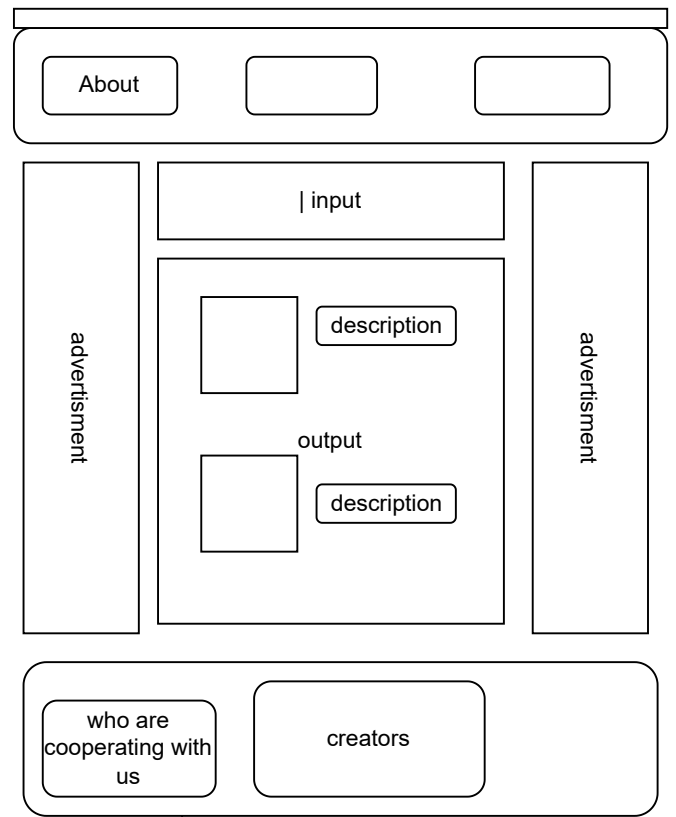 About
| input
advertisment
advertisment
description
output
description
who are
cooperating with
us
creators